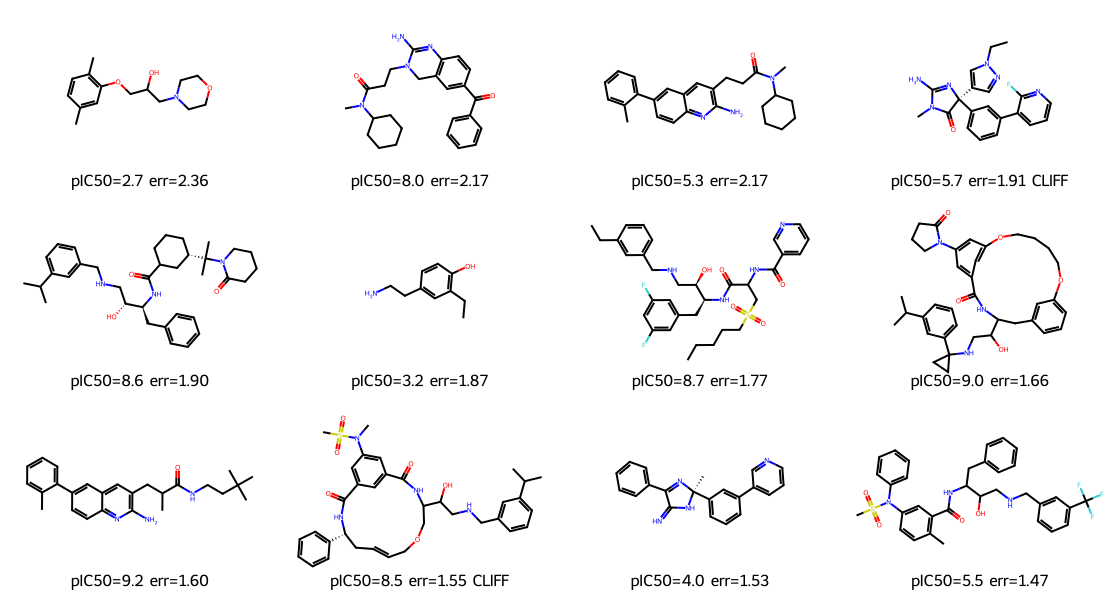 pIC50=2.7 err=2.36
pIC50=8.0 err=2.17
pIC50=5.3 err=2.17
pIC50=5.7 err=1.91 CLIFF
pIC50=8.6 err=1.90
pIC50=3.2 err=1.87
pIC50=8.7 err=1.77
pIC50=9.0 err=1.66
pIC50=9.2 err=1.60
pIC50=8.5 err=1.55 CLIFF
pIC50=4.0 err=1.53
pIC50=5.5 err=1.47